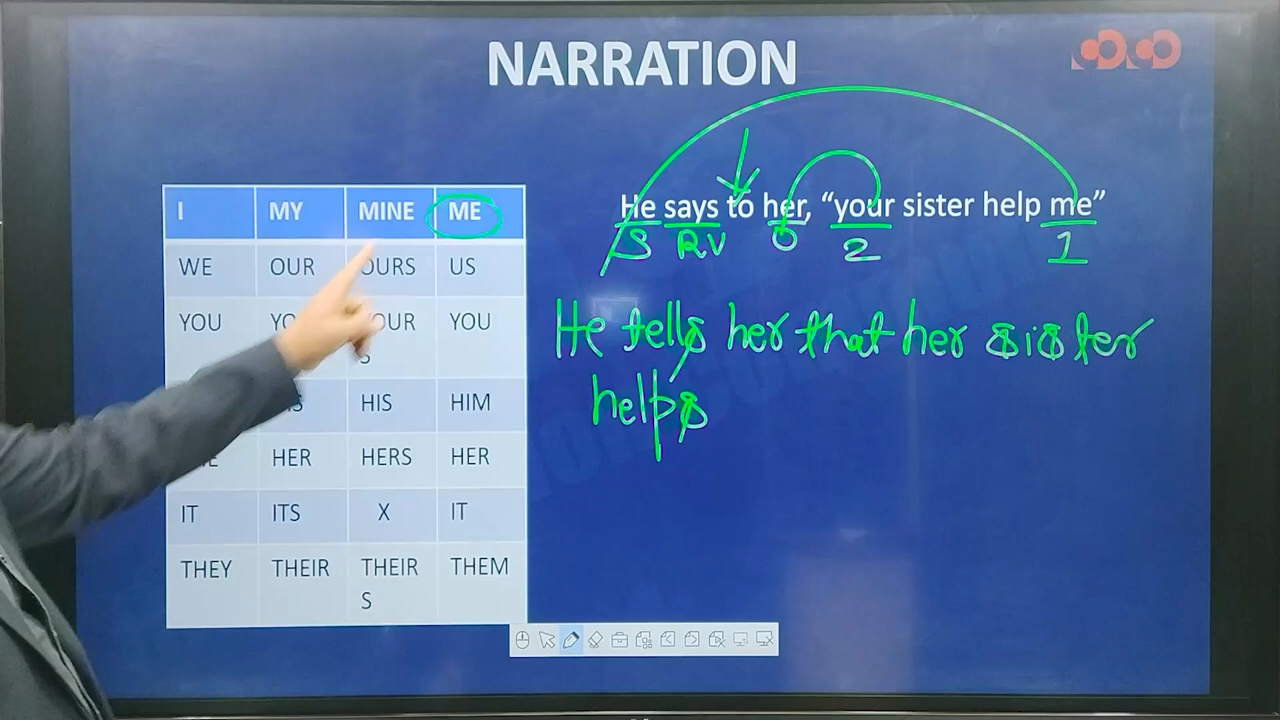 NARRATION
I MY MINE ME
WE OUR OURS US
YOU YOU
S
HIS HIM
HER HERS HER
IT ITS X IT
THEY THEIR THEIR THEM
S
He says to her, “your sister help me”
S RV O 2 1
He tells her that her sister
helps